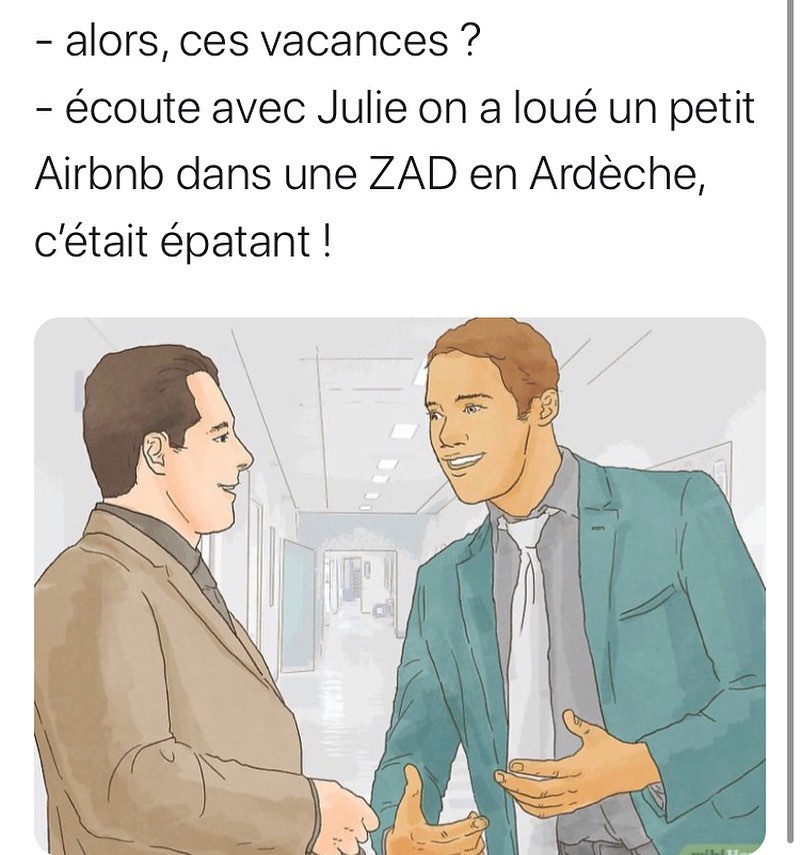 - alors, ces vacances ?
- écoute avec Julie on a loué un petit
Airbnb dans une ZAD en Ardèche,
c'était épatant !